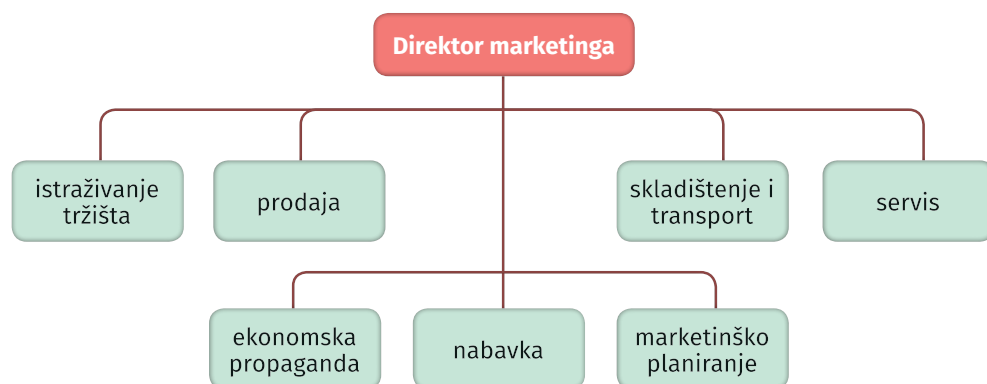 Direktor marketinga
istraživanje
tržišta
prodaja
skladištenje i
transport
servis
ekonomska
propaganda
nabavka
marketinško
planiranje